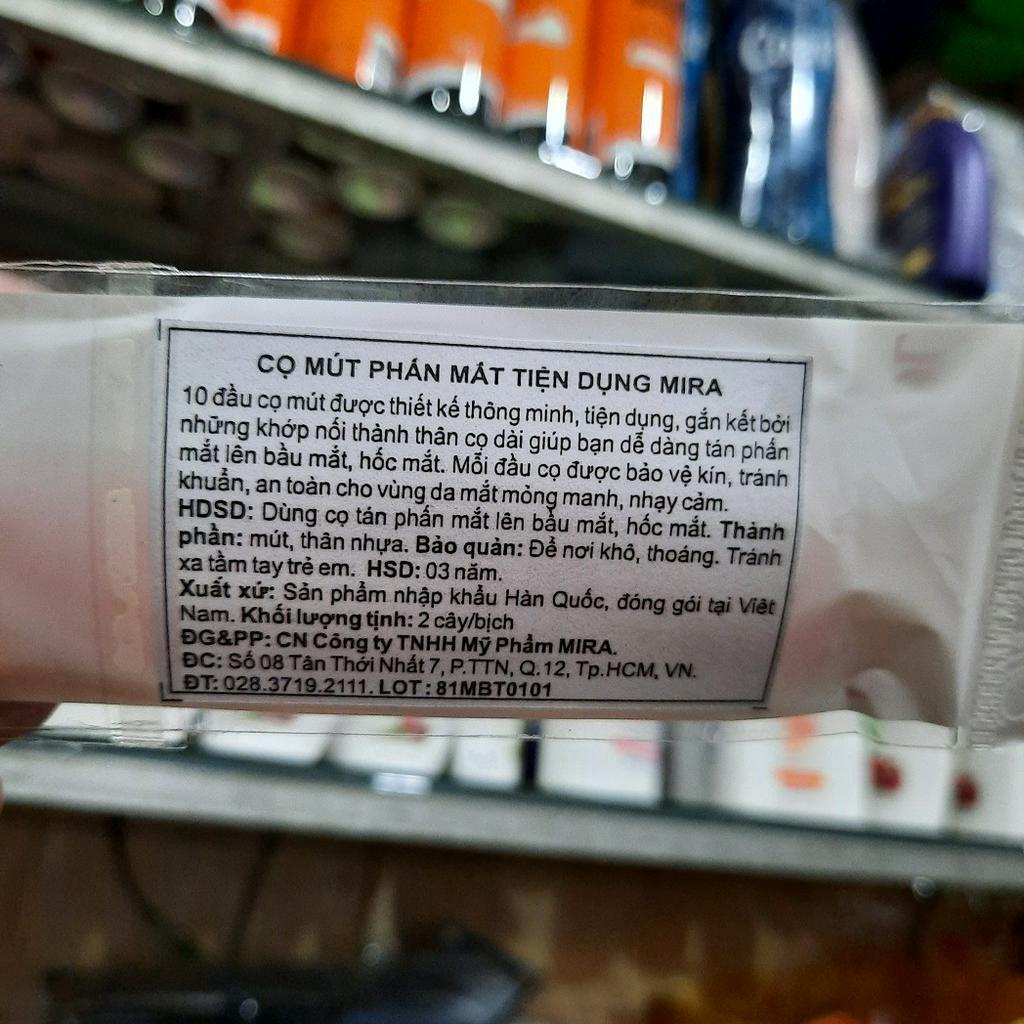 CỌ MÚT PHẤN MẮT TIỆN DỤNG MIRA
10 đầu cọ mút được thiết kế thông minh, tiện dụng, gắn kết bởi
những khớp nối thành thân cọ dài giúp bạn dễ dàng tán phấn
mắt lên bầu mắt, hốc mắt. Mỗi đầu cọ được bảo vệ kín, tránh
khuẩn, an toàn cho vùng da mắt mỏng manh, nhạy cảm.
HDSD: Dùng cọ tán phấn mắt lên bầu mắt, hốc mắt. Thành
phần: mút, thân nhựa. Bảo quản: Để nơi khô, thoáng. Tránh
xa tầm tay trẻ em. HSD: 03 năm.
Xuất xứ: Sản phẩm nhập khẩu Hàn Quốc, đóng gói tại Việt
Nam. Khối lượng tịnh: 2 cây/bịch
ĐG&PP: CN Công ty TNHH Mỹ Phẩm MIRA.
ĐC: Số 08 Tân Thới Nhất 7, P.TTN, Q.12, Tp.HCM, VN.
ĐT: 028.3719.2111. LOT : 81MBT0101